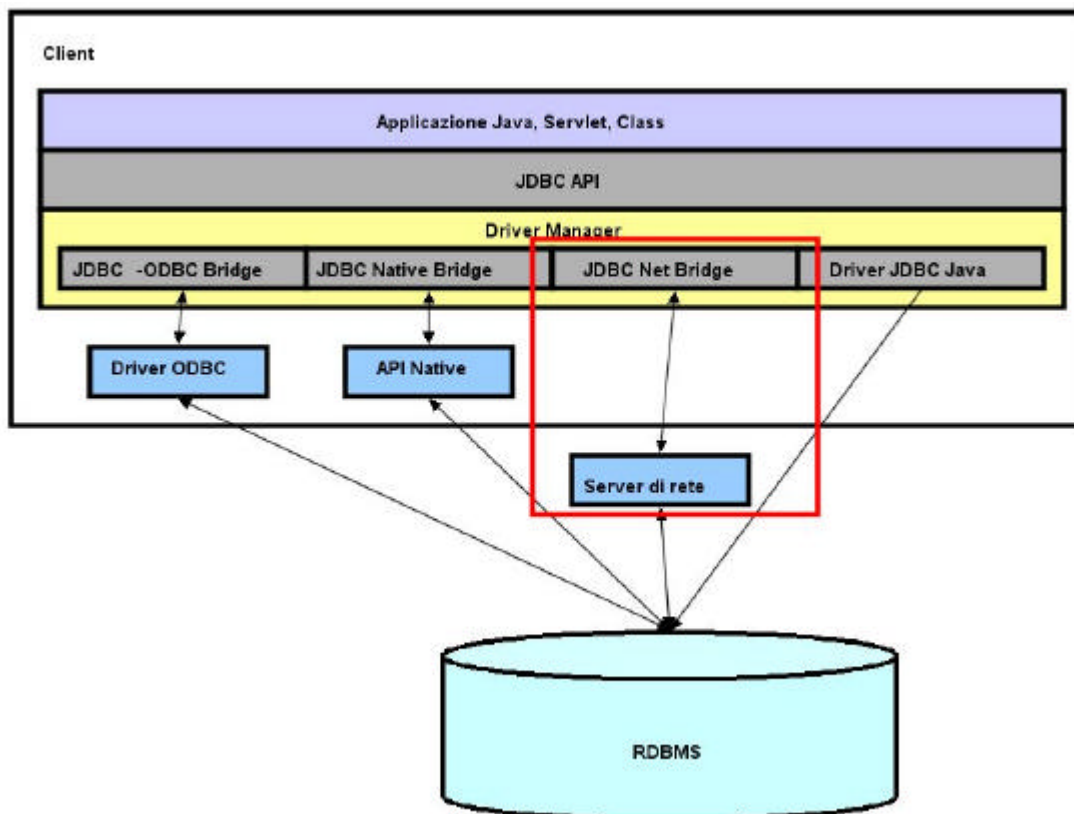 Client
Applicazione Java, Servlet, Class
JDBC API
Driver Manager
JDBC -ODBC Bridge
JDBC Native Bridge
JDBC Net Bridge
Driver JDBC Java
Driver ODBC
API Native
Server di rete
RDBMS